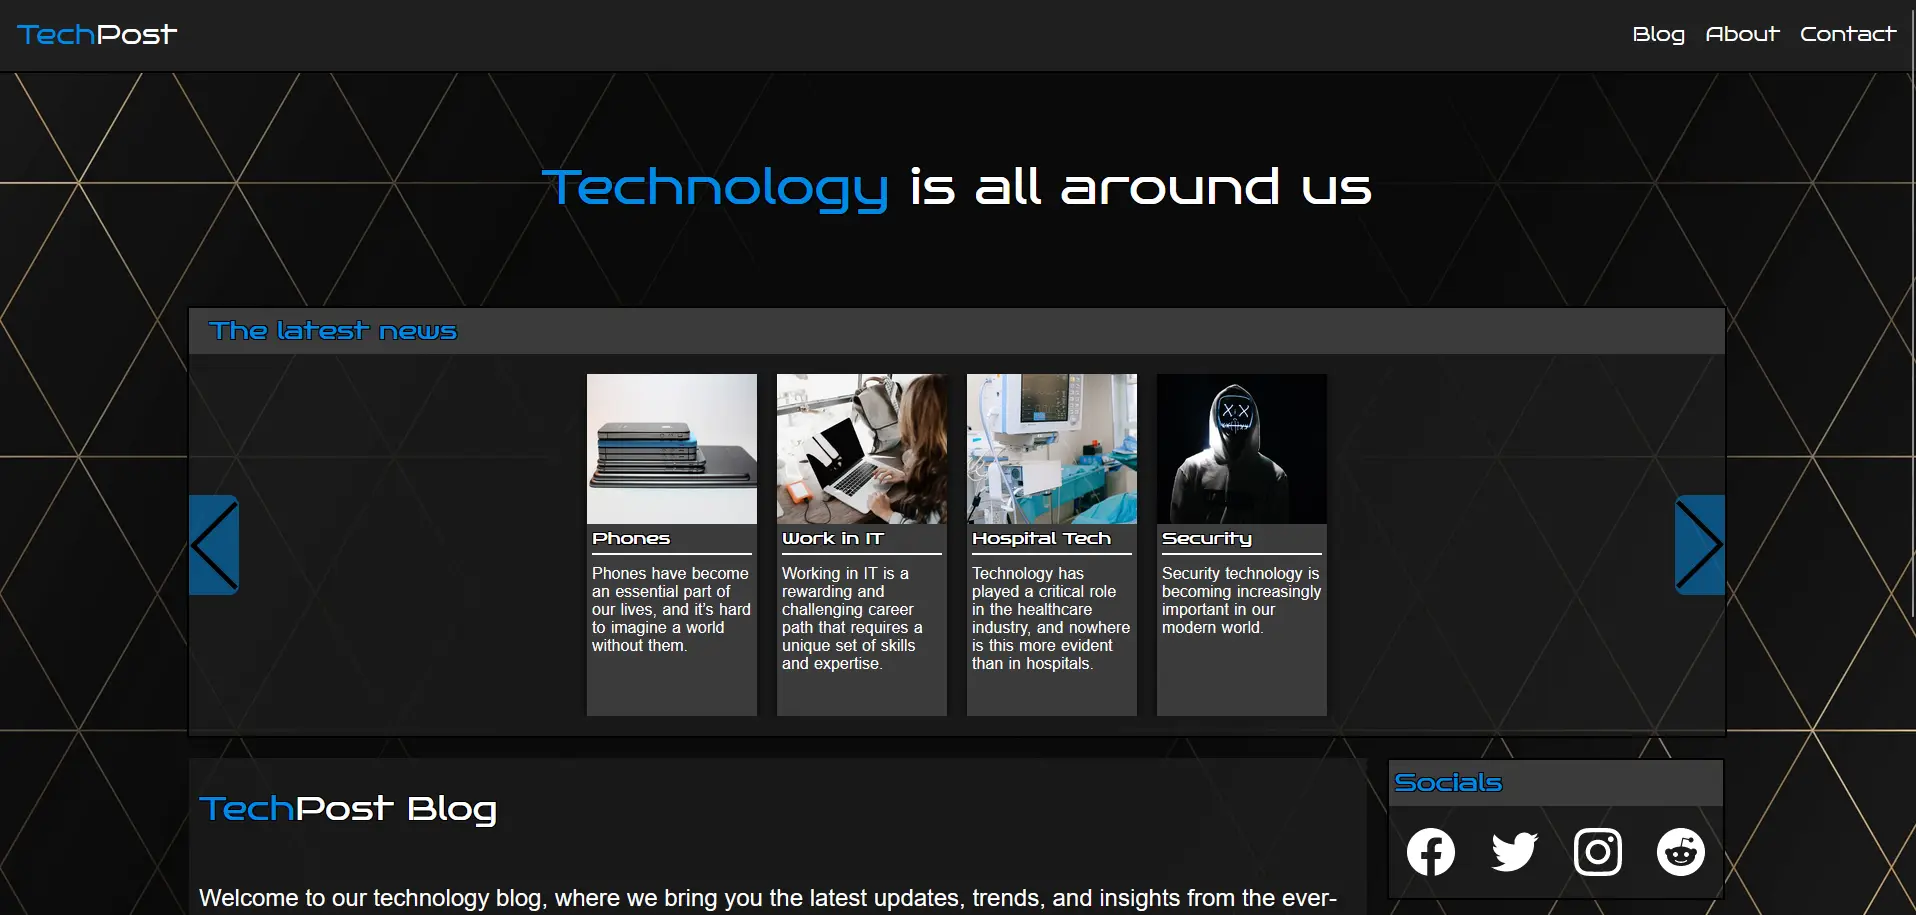 TechPost
Blog About Contact
Technology is all around us
The latest news
Phones
Phones have become
an essential part of
our lives, and it's hard
to imagine a world
without them.
Work in IT
Working in IT is a
rewarding and
challenging career
path that requires a
unique set of skills
and expertise.
Hospital Tech
Technology has
played a critical role
in the healthcare
industry, and nowhere
is this more evident
than in hospitals.
Security
Security technology is
becoming increasingly
important in our
modern world.
TechPost Blog
Welcome to our technology blog, where we bring you the latest updates, trends, and insights from the ever-
Socials